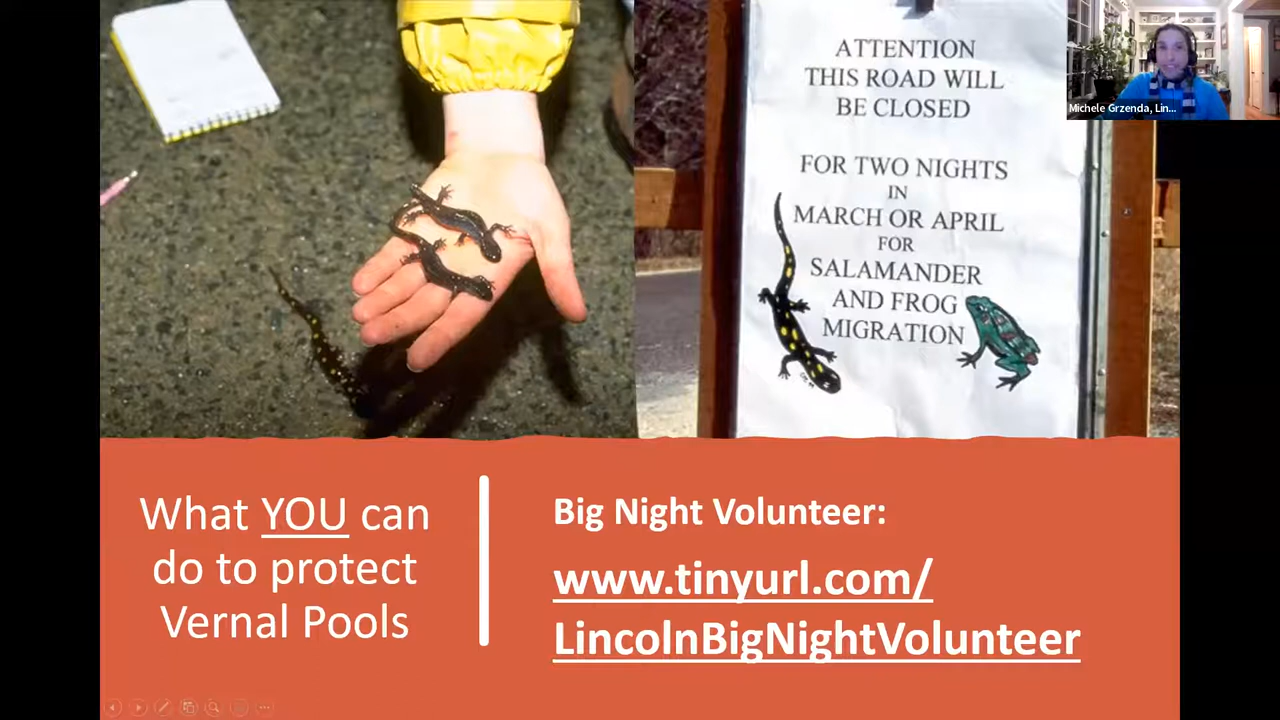 ATTENTION
THIS ROAD WILL
BE CLOSED
FOR TWO NIGHTS
IN
MARCH OR APRIL
FOR
SALAMANDER
AND FROG
MIGRATION
Michele Grzenda, Lin...
What YOU can
do to protect
Vernal Pools
Big Night Volunteer:
www.tinyurl.com/
LincolnBigNightVolunteer